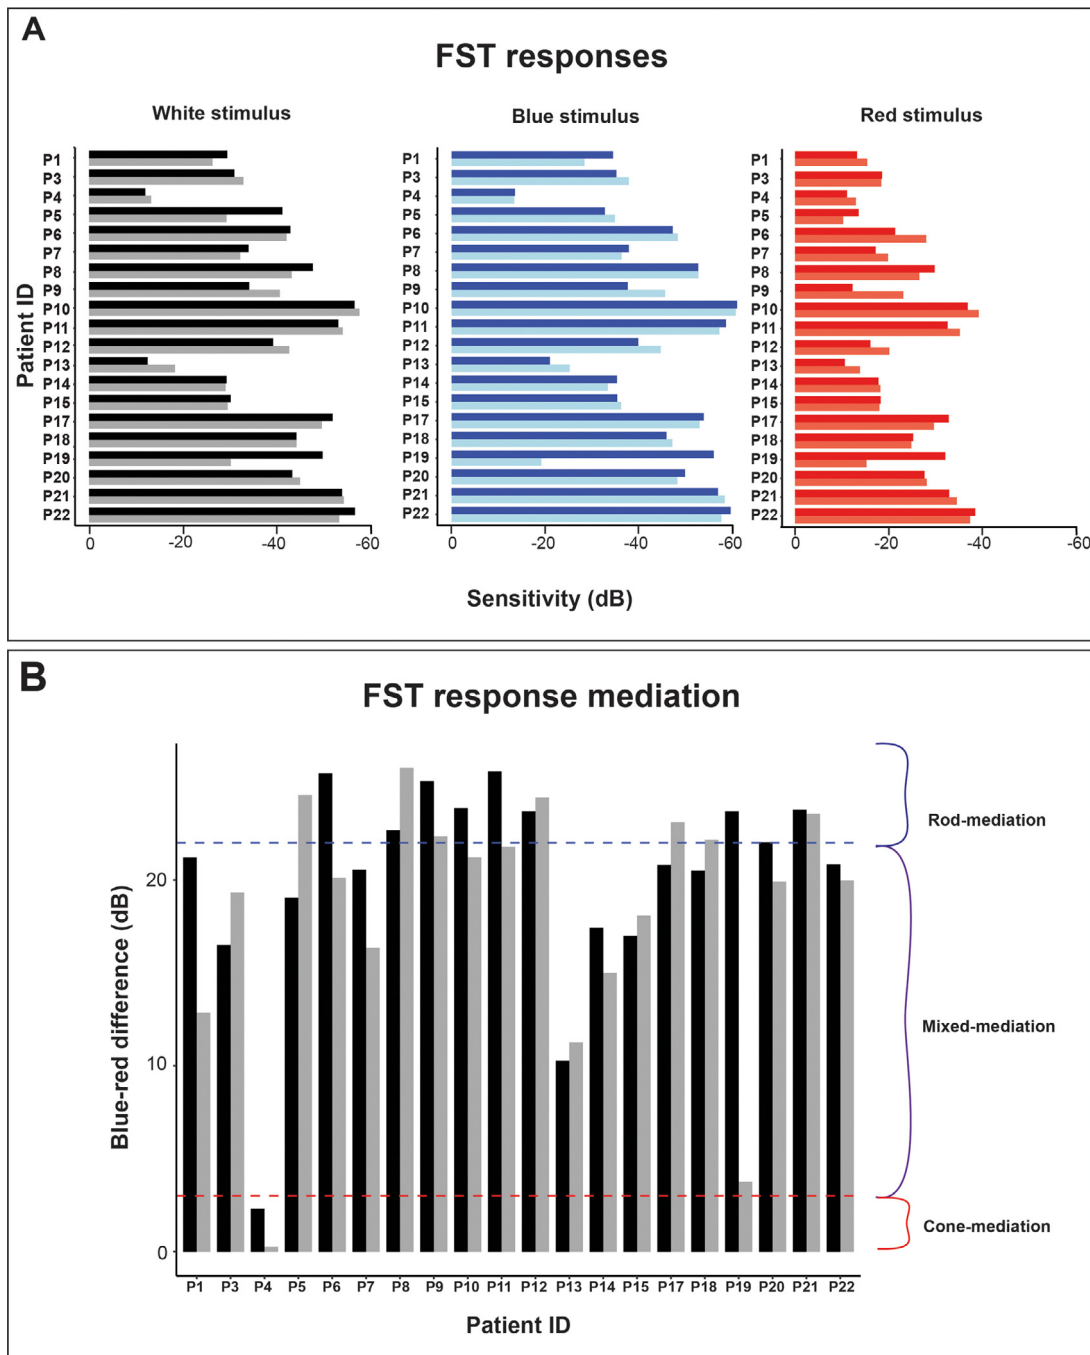 A
FST responses
White stimulus
Blue stimulus
Red stimulus
Patient ID
P1
P3
P4
P5
P6
P7
P8
P9
P10
P11
P12
P13
P14
P15
P17
P18
P19
P20
P21
P22
0 -20 -40 -60
P1
P3
P4
P5
P6
P7
P8
P9
P10
P11
P12
P13
P14
P15
P17
P18
P19
P20
P21
P22
0 -20 -40 -60
P1
P3
P4
P5
P6
P7
P8
P9
P10
P11
P12
P13
P14
P15
P17
P18
P19
P20
P21
P22
0 -20 -40 -60
Sensitivity (dB)
B
FST response mediation
Blue-red difference (dB)
20
10
0
Rod-mediation
Mixed-mediation
Cone-mediation
P1 P3 P4 P5 P6 P7 P8 P9 P10 P11 P12 P13 P14 P15 P17 P18 P19 P20 P21 P22
Patient ID